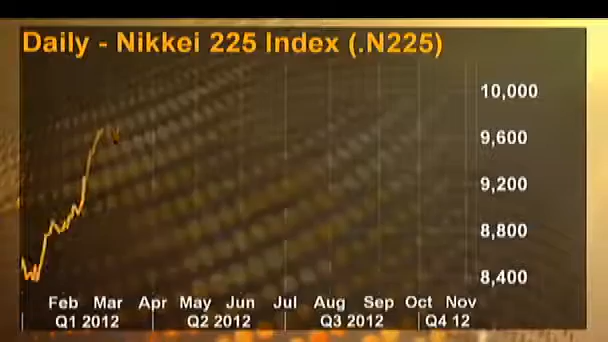 Daily - Nikkei 225 Index (.N225)
10,000
9,600
9,200
8,800
8,400
Feb Mar Apr May Jun Jul Aug Sep Oct Nov
Q1 2012 Q2 2012 Q3 2012 Q4 12